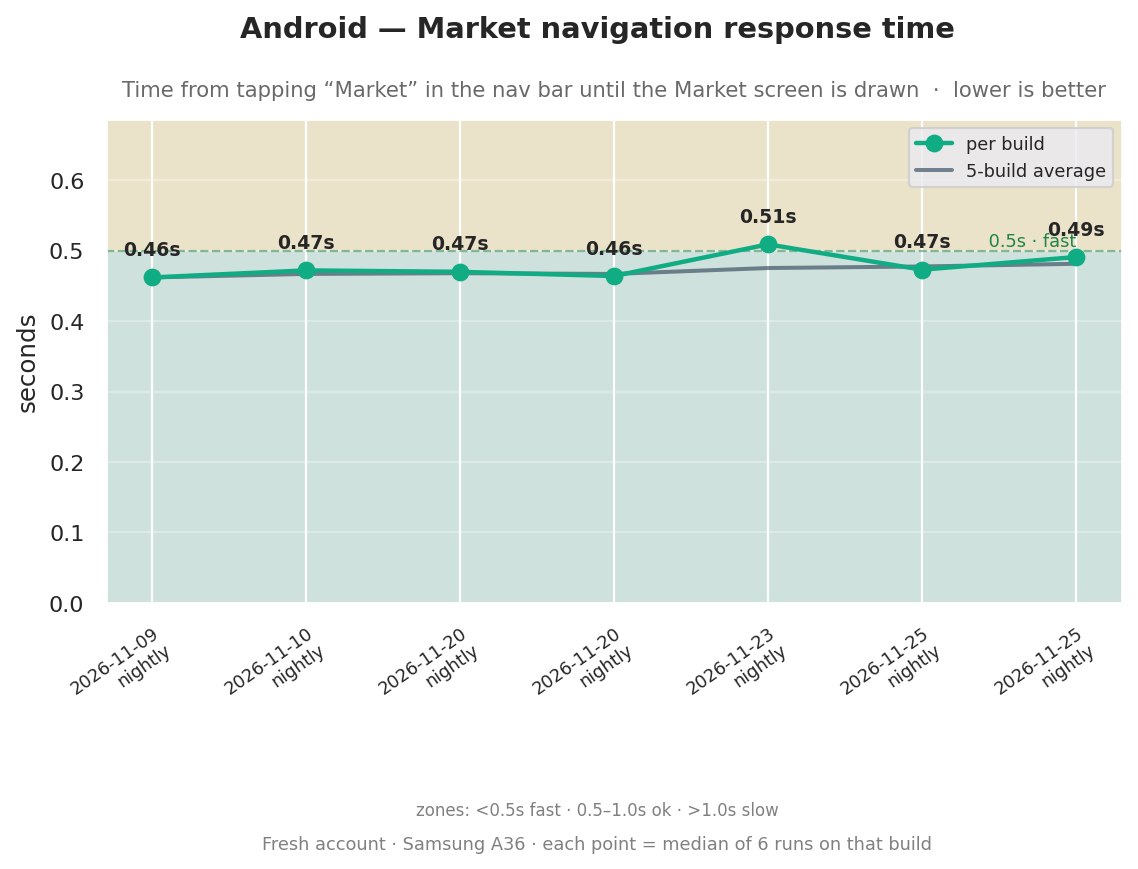 Android — Market navigation response time
Time from tapping “Market” in the nav bar until the Market screen is drawn · lower is better
per build
5-build average
0.6
0.5
0.4
0.3
0.2
0.1
0.0
seconds
0.46s
0.47s
0.47s
0.46s
0.51s
0.47s
0.5s · fast
0.49s
2026-11-09
nightly
2026-11-10
nightly
2026-11-20
nightly
2026-11-20
nightly
2026-11-23
nightly
2026-11-25
nightly
2026-11-25
nightly
zones: <0.5s fast · 0.5–1.0s ok · >1.0s slow
Fresh account · Samsung A36 · each point = median of 6 runs on that build